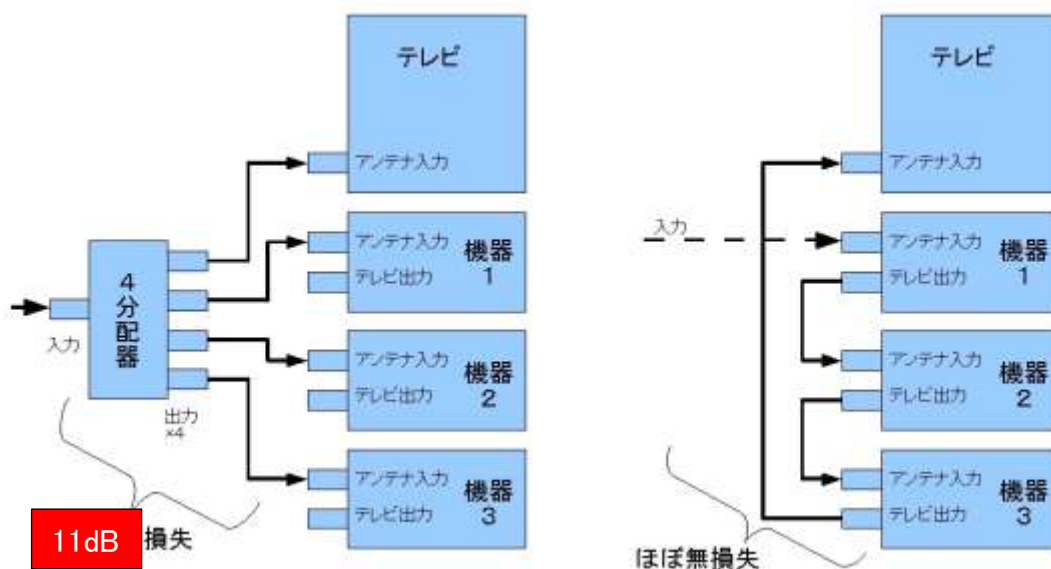 テレビ
アンテナ入力
アンテナ入力
テレビ出力
機器
1
4分配器
入力
出力
×4
アンテナ入力
テレビ出力
機器
2
アンテナ入力
テレビ出力
機器
3
11dB 損失
テレビ
アンテナ入力
入力
アンテナ入力
テレビ出力
機器
1
アンテナ入力
テレビ出力
機器
2
アンテナ入力
テレビ出力
機器
3
ほぼ無損失